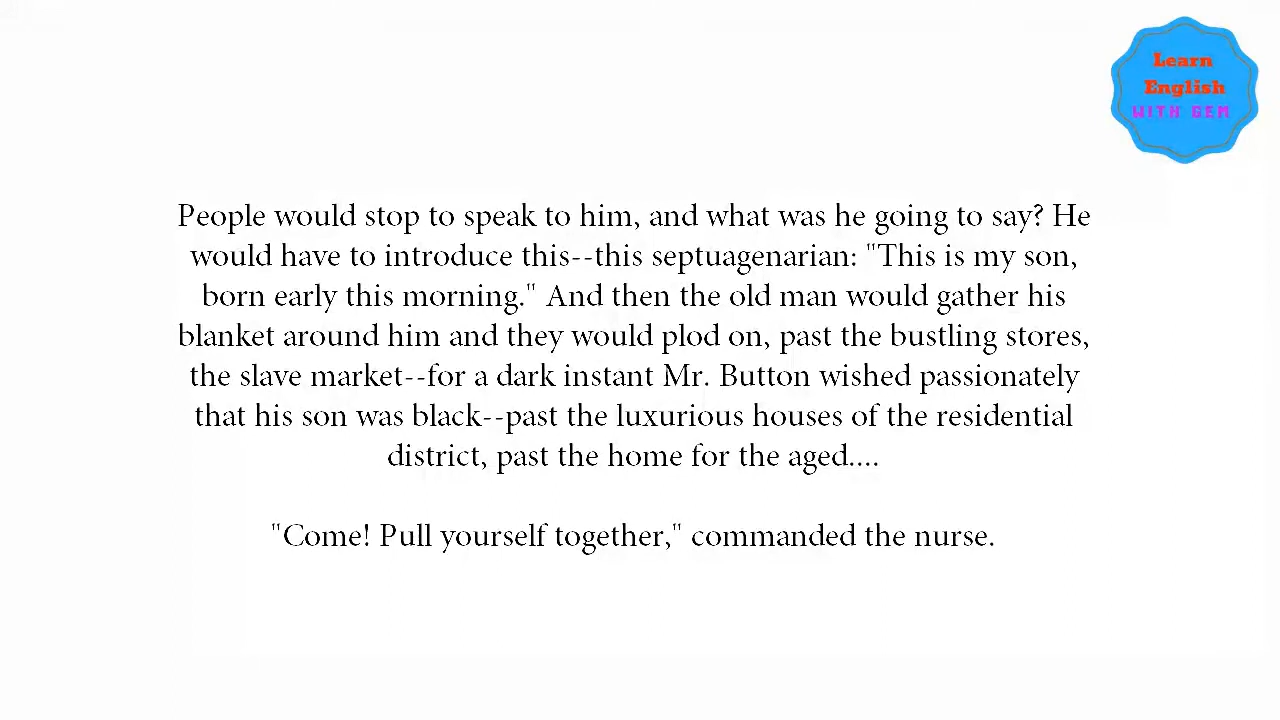 Learn
English
WITH GEM
People would stop to speak to him, and what was he going to say? He
would have to introduce this--this septuagenarian: "This is my son,
born early this morning." And then the old man would gather his
blanket around him and they would plod on, past the bustling stores,
the slave market--for a dark instant Mr. Button wished passionately
that his son was black--past the luxurious houses of the residential
district, past the home for the aged....
"Come! Pull yourself together," commanded the nurse.